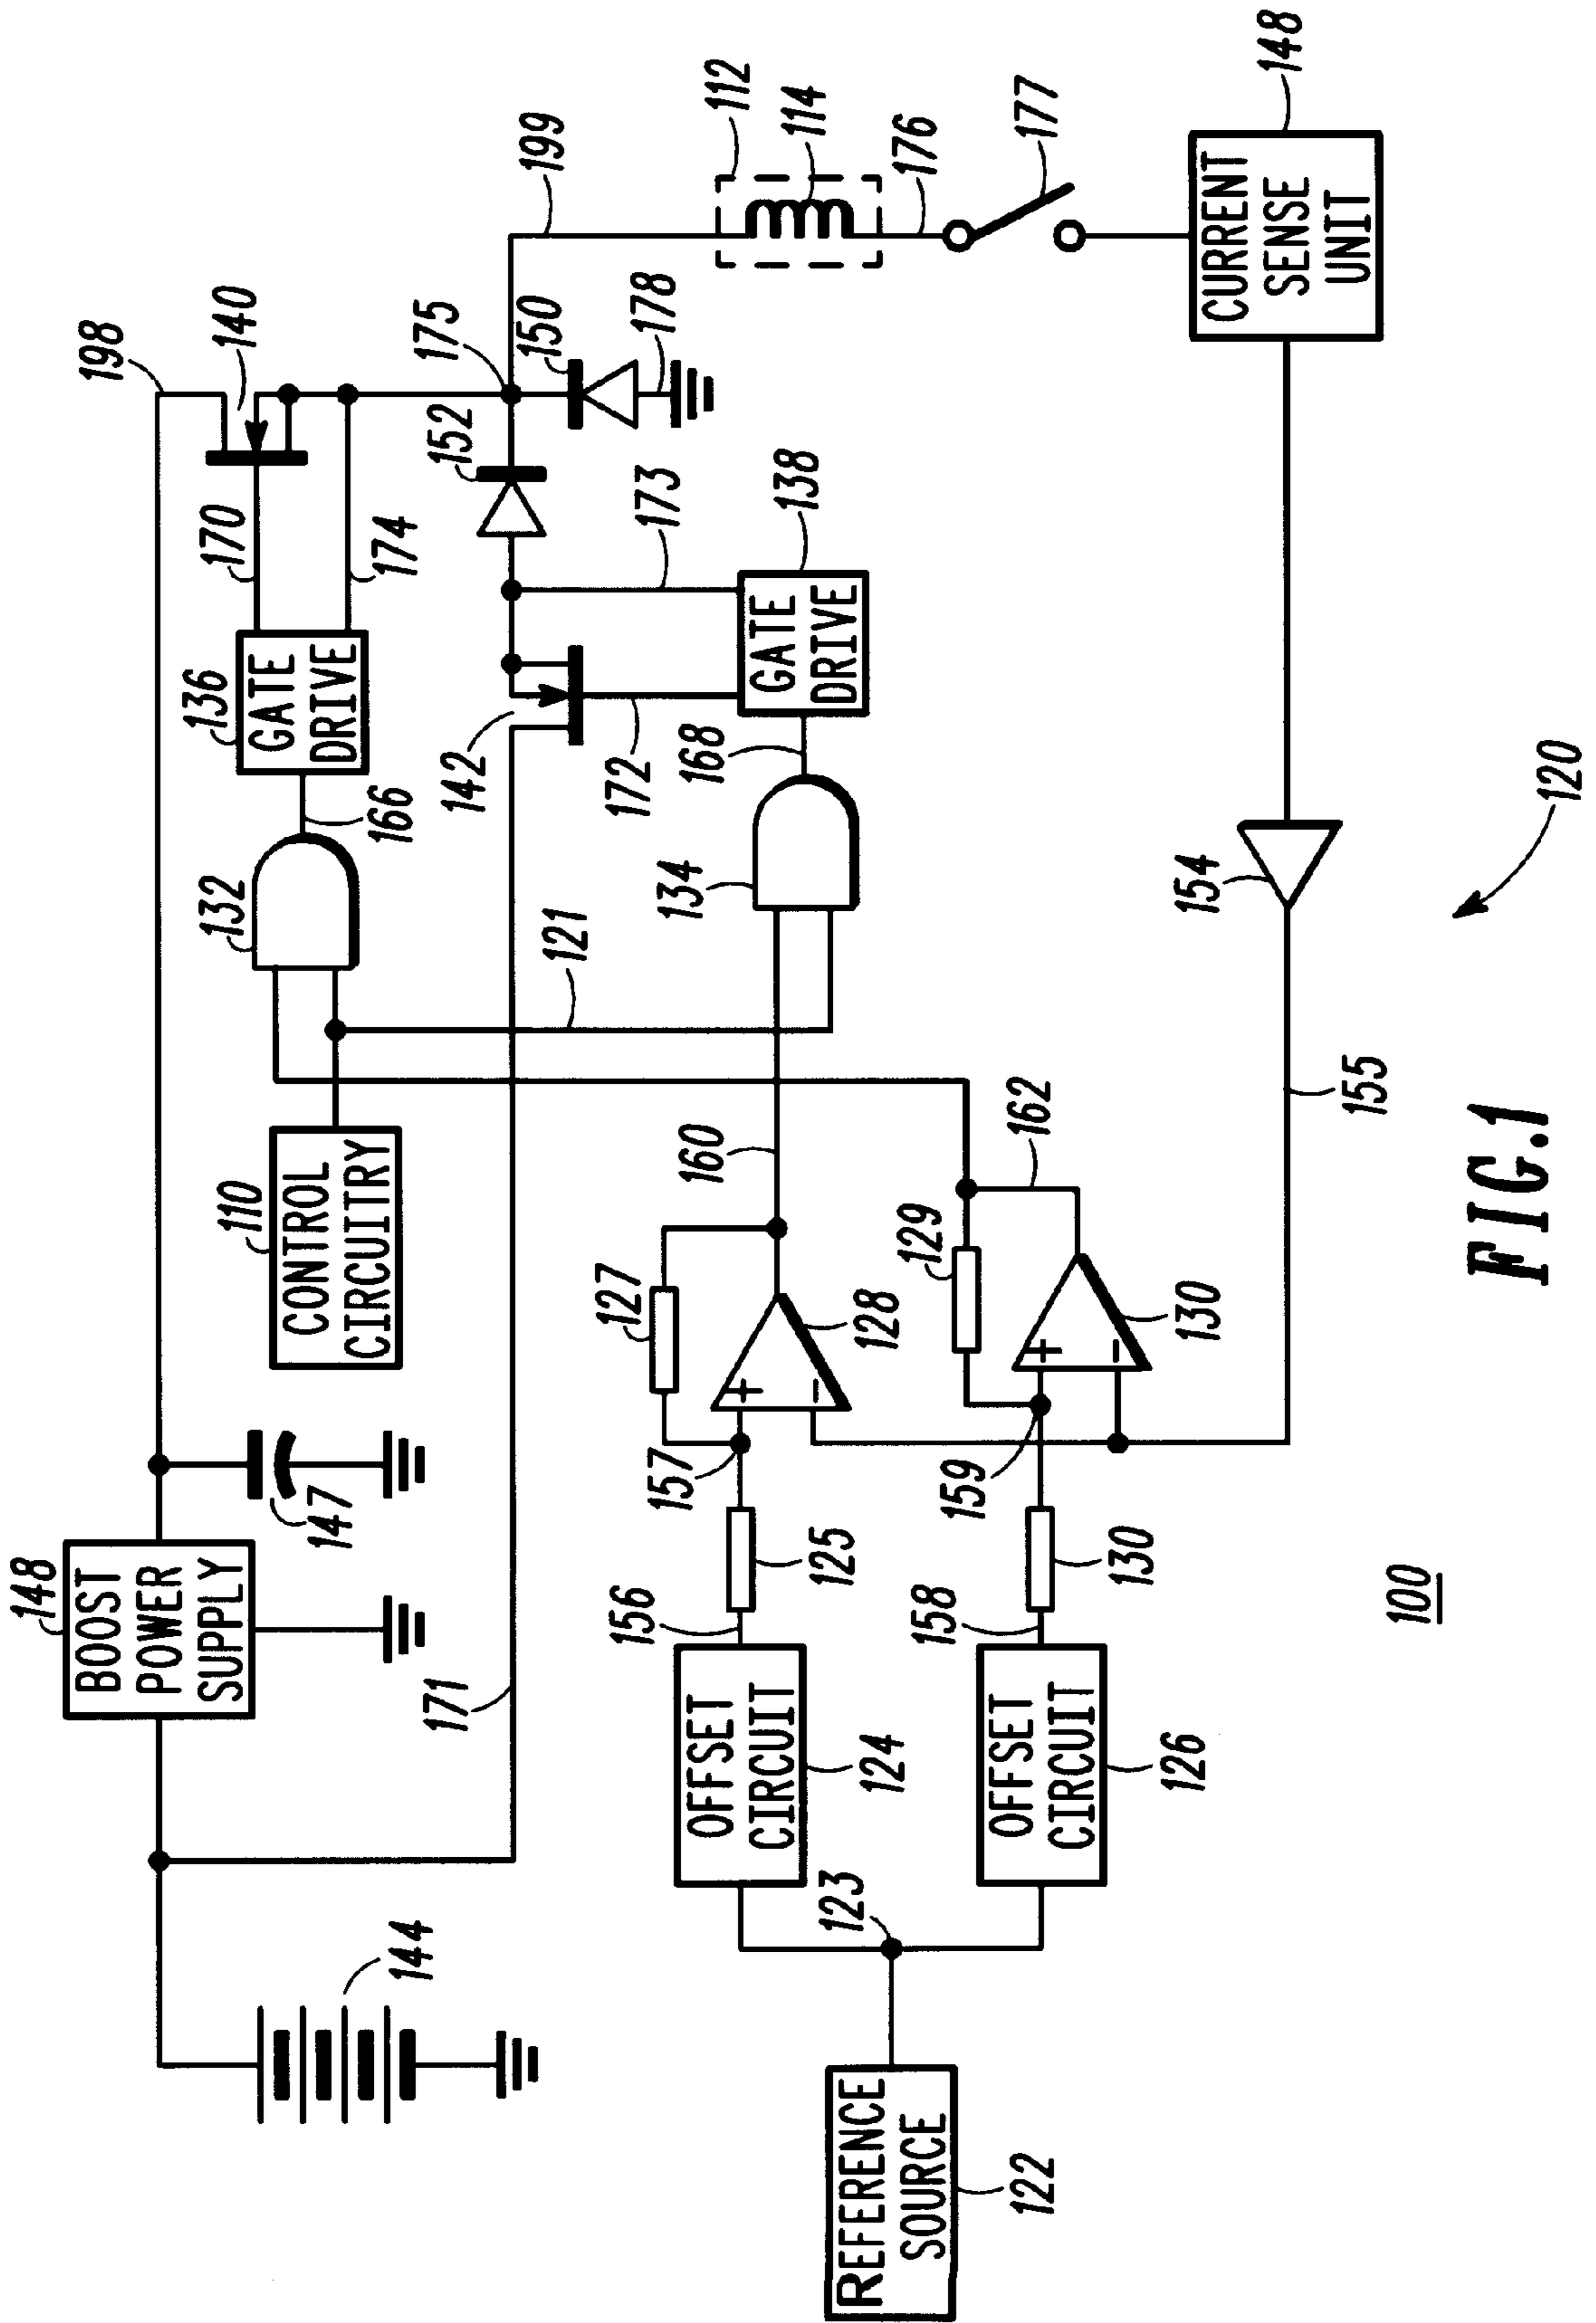 148
BOOST
POWER
SUPPLY
144
147
171
198
110
CONTROL
CIRCUITRY
132
166
136
GATE
DRIVE
170
174
140
175
152
150
178
199
112
114
176
177
CURRENT
SENSE
UNIT
148
142
172
173
138
GATE
DRIVE
168
134
121
160
162
127
128
+
−
157
129
130
+
−
159
125
156
130
158
OFFSET
CIRCUIT
124
OFFSET
CIRCUIT
126
123
REFERENCE
SOURCE
122
154
155
120
100
FIG.1